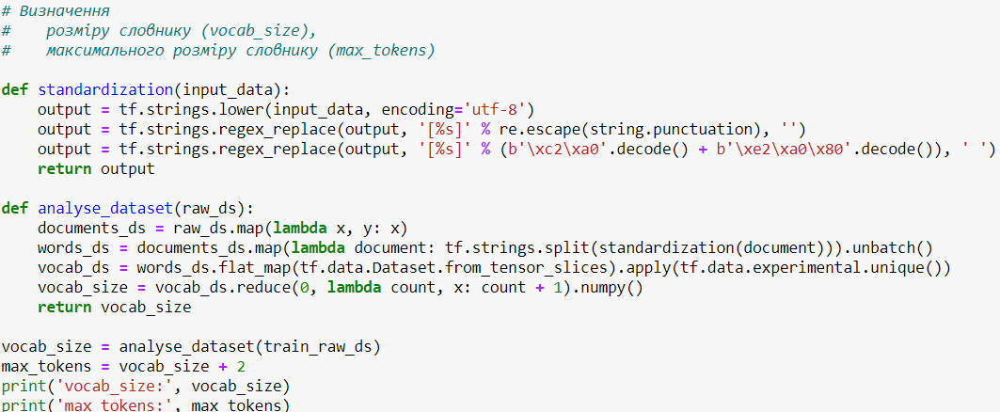 # Визначення
#    розміру словнику (vocab_size),
#    максимального розміру словнику (max_tokens)

def standardization(input_data):
    output = tf.strings.lower(input_data, encoding='utf-8')
    output = tf.strings.regex_replace(output, '[%s]' % re.escape(string.punctuation), '')
    output = tf.strings.regex_replace(output, '[%s]' % (b'\xc2\xa0'.decode() + b'\xe2\xa0\x80'.decode()), ' ')
    return output

def analyse_dataset(raw_ds):
    documents_ds = raw_ds.map(lambda x, y: x)
    words_ds = documents_ds.map(lambda document: tf.strings.split(standardization(document))).unbatch()
    vocab_ds = words_ds.flat_map(tf.data.Dataset.from_tensor_slices).apply(tf.data.experimental.unique())
    vocab_size = vocab_ds.reduce(0, lambda count, x: count + 1).numpy()
    return vocab_size

vocab_size = analyse_dataset(train_raw_ds)
max_tokens = vocab_size + 2
print('vocab_size:', vocab_size)
print('max_tokens:', max_tokens)